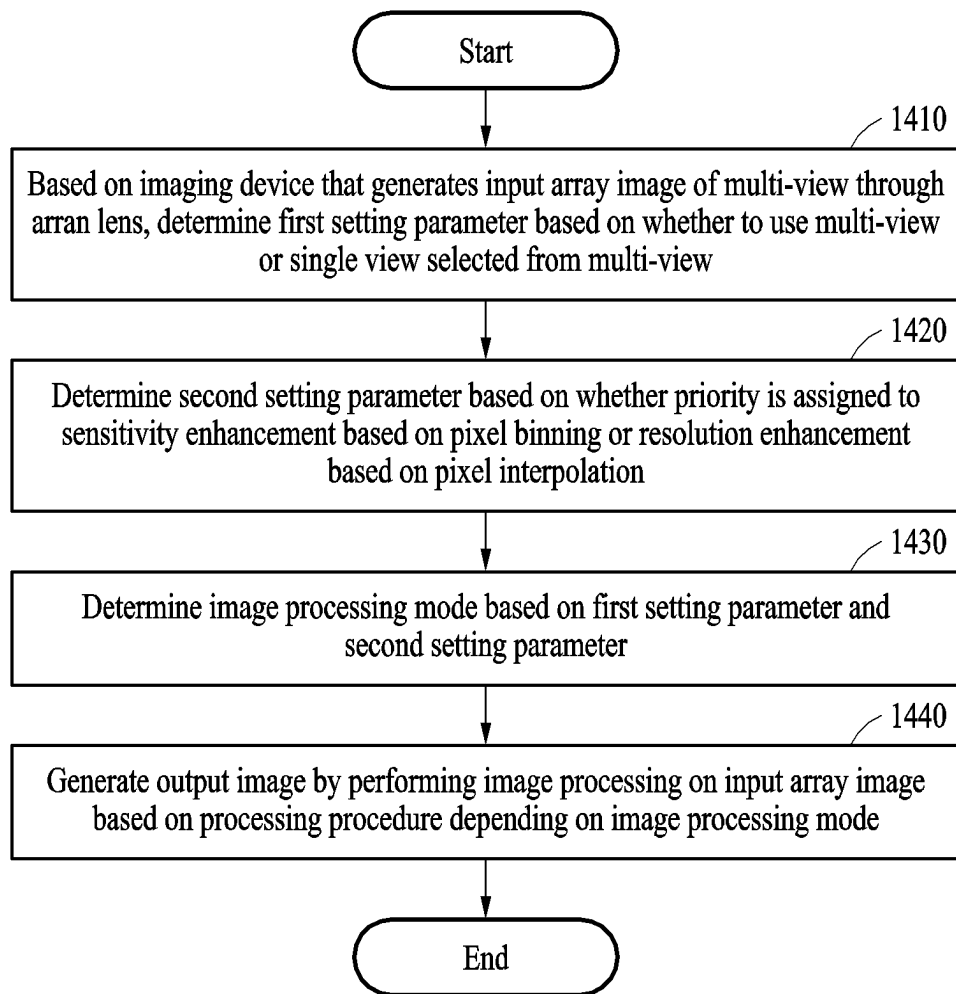 Start
1410
Based on imaging device that generates input array image of multi-view through
arran lens, determine first setting parameter based on whether to use multi-view
or single view selected from multi-view
1420
Determine second setting parameter based on whether priority is assigned to
sensitivity enhancement based on pixel binning or resolution enhancement
based on pixel interpolation
1430
Determine image processing mode based on first setting parameter and
second setting parameter
1440
Generate output image by performing image processing on input array image
based on processing procedure depending on image processing mode
End